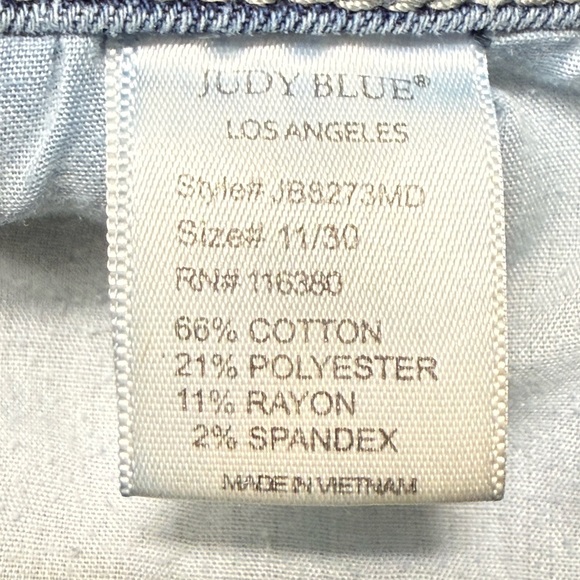 JUDY BLUE®
LOS ANGELES
Style# JB8273MD
Size# 11/30
RN# 116380
66% COTTON
21% POLYESTER
11% RAYON
2% SPANDEX
MADE IN VIETNAM